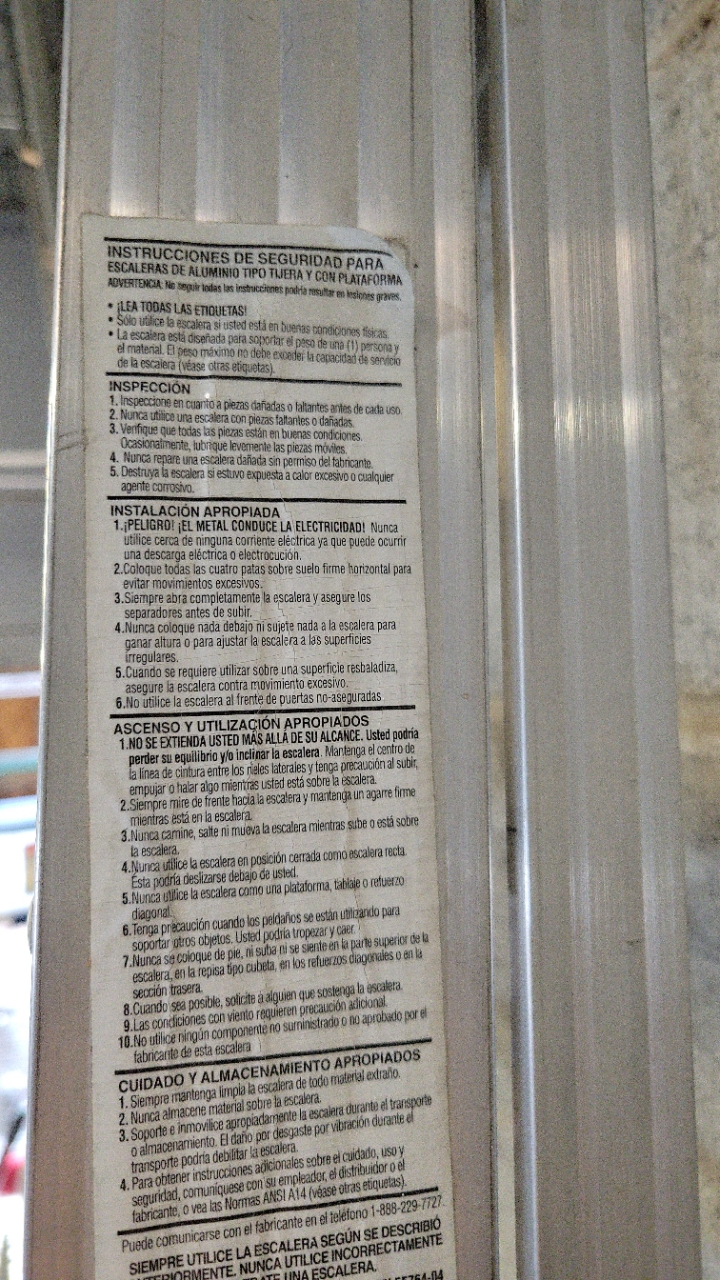 INSTRUCCIONES DE SEGURIDAD PARA
ESCALERAS DE ALUMINIO TIPO TIJERA Y CON PLATAFORMA
ADVERTENCIA: No seguir todas las instrucciones podría resultar en lesiones graves.
• ¡LEA TODAS LAS ETIQUETAS!
• Sólo utilice la escalera si usted está en buenas condiciones físicas.
• La escalera está diseñada para soportar el peso de una (1) persona y
el material. El peso máximo no debe exceder la capacidad de servicio
de la escalera (véase otras etiquetas).
INSPECCIÓN
1. Inspeccione en cuanto a piezas dañadas o faltantes antes de cada uso.
2. Nunca utilice una escalera con piezas faltantes o dañadas.
3. Verifique que todas las piezas están en buenas condiciones.
Ocasionalmente, lubrique levemente las piezas móviles.
4. Nunca repare una escalera dañada sin permiso del fabricante.
5. Destruya la escalera si estuvo expuesta a calor excesivo o cualquier
agente corrosivo.
INSTALACIÓN APROPIADA
1.¡PELIGRO! ¡EL METAL CONDUCE LA ELECTRICIDAD! Nunca
utilice cerca de ninguna corriente eléctrica ya que puede ocurrir
una descarga eléctrica o electrocución.
2.Coloque todas las cuatro patas sobre suelo firme horizontal para
evitar movimientos excesivos.
3.Siempre abra completamente la escalera y asegure los
separadores antes de subir.
4.Nunca coloque nada debajo ni sujete nada a la escalera para
ganar altura o para ajustar la escalera a las superficies
irregulares.
5.Cuando se requiere utilizar sobre una superficie resbaladiza,
asegure la escalera contra movimiento excesivo.
6.No utilice la escalera al frente de puertas no-aseguradas
ASCENSO Y UTILIZACIÓN APROPIADOS
1.NO SE EXTIENDA USTED MÁS ALLÁ DE SU ALCANCE. Usted podría
perder su equilibrio y/o inclinar la escalera. Mantenga el centro de
la línea de cintura entre los rieles laterales y tenga precaución al subir,
empujar o halar algo mientras usted está sobre la escalera.
2.Siempre mire de frente hacia la escalera y mantenga un agarre firme
mientras está en la escalera.
3.Nunca camine, salte ni mueva la escalera mientras sube o está sobre
la escalera.
4.Nunca utilice la escalera en posición cerrada como escalera recta.
Ésta podría deslizarse debajo de usted.
5.Nunca utilice la escalera como una plataforma, tablaje o refuerzo
diagonal.
6.Tenga precaución cuando los peldaños se están utilizando para
soportar otros objetos. Usted podría tropezar y caer.
7.Nunca se coloque de pie, ni suba ni se siente en la parte superior de la
escalera, en la repisa tipo cubeta, en los refuerzos diagonales o en la
sección trasera.
8.Cuando sea posible, solicite a alguien que sostenga la escalera.
9.Las condiciones con viento requieren precaución adicional.
10.No utilice ningún componente no suministrado o no aprobado por el
fabricante de esta escalera
CUIDADO Y ALMACENAMIENTO APROPIADOS
1. Siempre mantenga limpia la escalera de todo material extraño.
2. Nunca almacene material sobre la escalera.
3. Soporte e inmovilice apropiadamente la escalera durante el transporte
o almacenamiento. El daño por desgaste por vibración durante el
transporte podría debilitar la escalera.
4. Para obtener instrucciones adicionales sobre el cuidado, uso y
seguridad, comuníquese con su empleador, el distribuidor o el
fabricante, o vea las Normas ANSI A14 (véase otras etiquetas).
Puede comunicarse con el fabricante en el teléfono 1-888-229-7727.
SIEMPRE UTILICE LA ESCALERA SEGÚN SE DESCRIBIÓ
NUNCA UTILICE INCORRECTAMENTE
UNA ESCALERA.